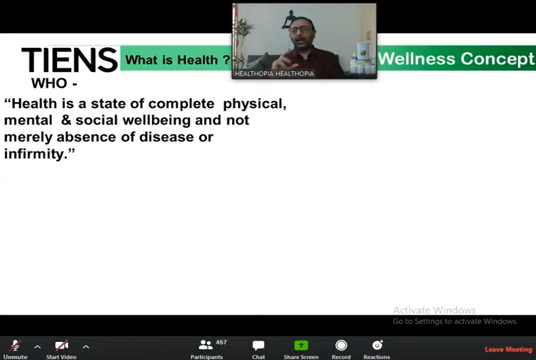 TIENS
What is Health ?
HEALTHOPIA HEALTHOPIA
Wellness Concept
WHO -
“Health is a state of complete physical,
mental & social wellbeing and not
merely absence of disease or
infirmity.”
Activate Windows
Go to Settings to activate Windows.
467
Unmute
Start Video
Participants
Chat
Share Screen
Record
Reactions
Leave Meeting